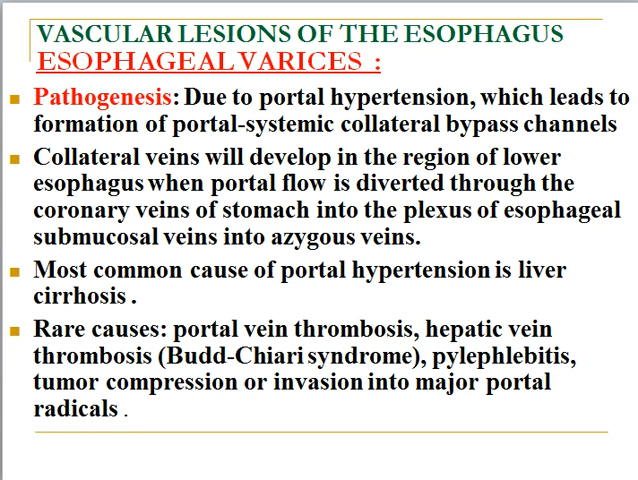 VASCULAR LESIONS OF THE ESOPHAGUS
ESOPHAGEAL VARICES :
Pathogenesis: Due to portal hypertension, which leads to
formation of portal-systemic collateral bypass channels
Collateral veins will develop in the region of lower
esophagus when portal flow is diverted through the
coronary veins of stomach into the plexus of esophageal
submucosal veins into azygous veins.
Most common cause of portal hypertension is liver
cirrhosis .
Rare causes: portal vein thrombosis, hepatic vein
thrombosis (Budd-Chiari syndrome), pylephlebitis,
tumor compression or invasion into major portal
radicals .